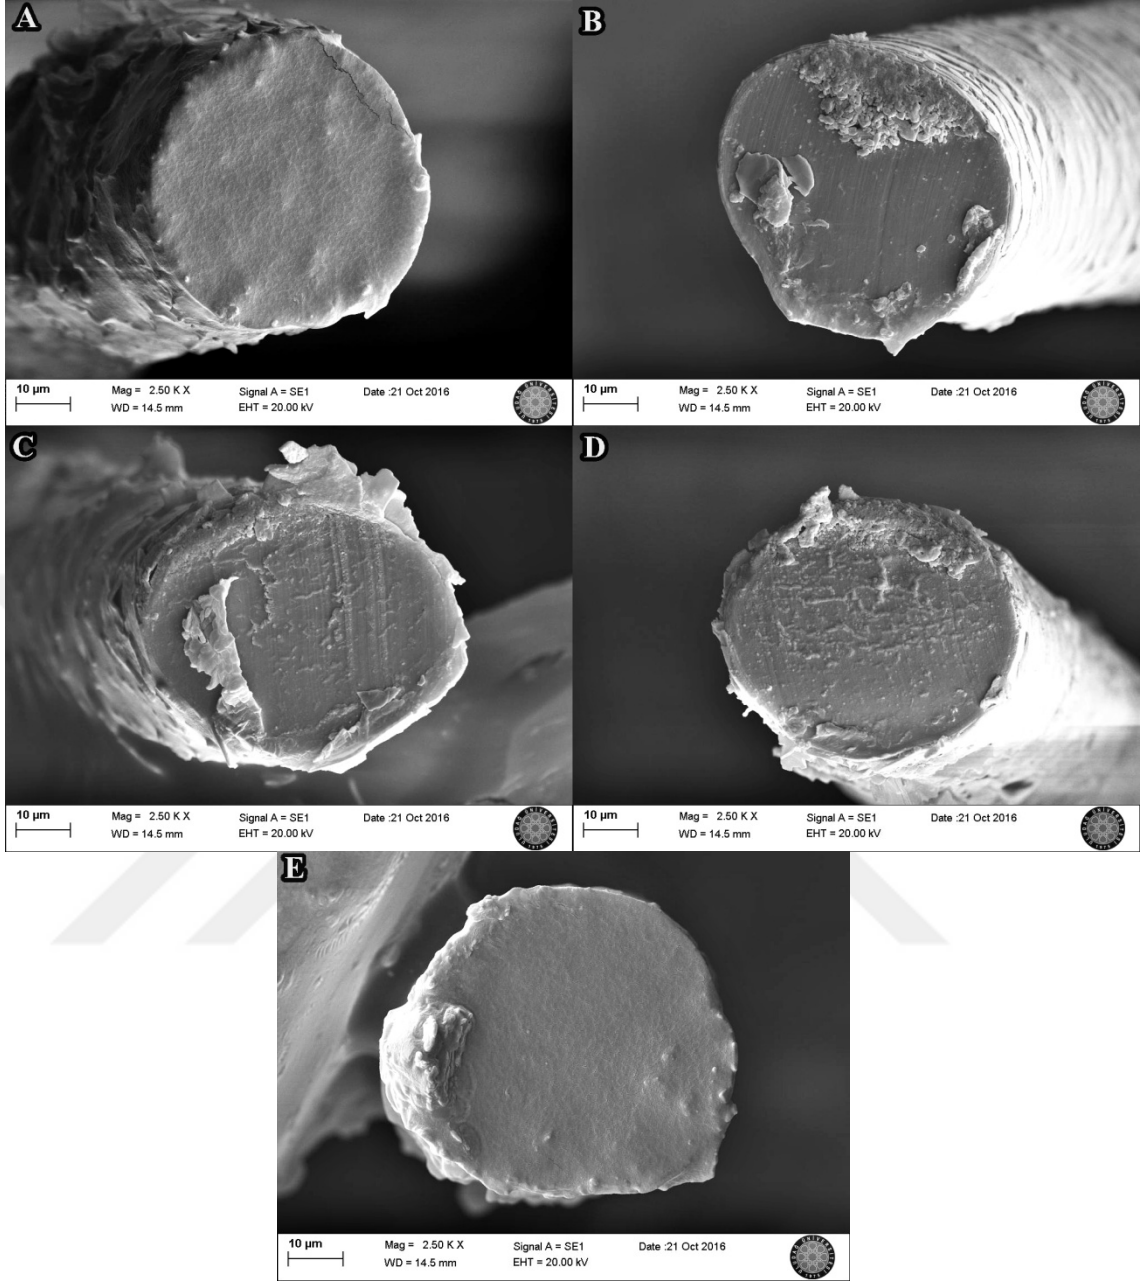 A
B
10 µm
Mag = 2.50 K X
Signal A = SE1
Date :21 Oct 2016
WD = 14.5 mm
EHT = 20.00 kV
10 µm
Mag = 2.50 K X
Signal A = SE1
Date :21 Oct 2016
WD = 14.5 mm
EHT = 20.00 kV
C
D
10 µm
Mag = 2.50 K X
Signal A = SE1
Date :21 Oct 2016
WD = 14.5 mm
EHT = 20.00 kV
10 µm
Mag = 2.50 K X
Signal A = SE1
Date :21 Oct 2016
WD = 14.5 mm
EHT = 20.00 kV
E
10 µm
Mag = 2.50 K X
Signal A = SE1
Date :21 Oct 2016
WD = 14.5 mm
EHT = 20.00 kV